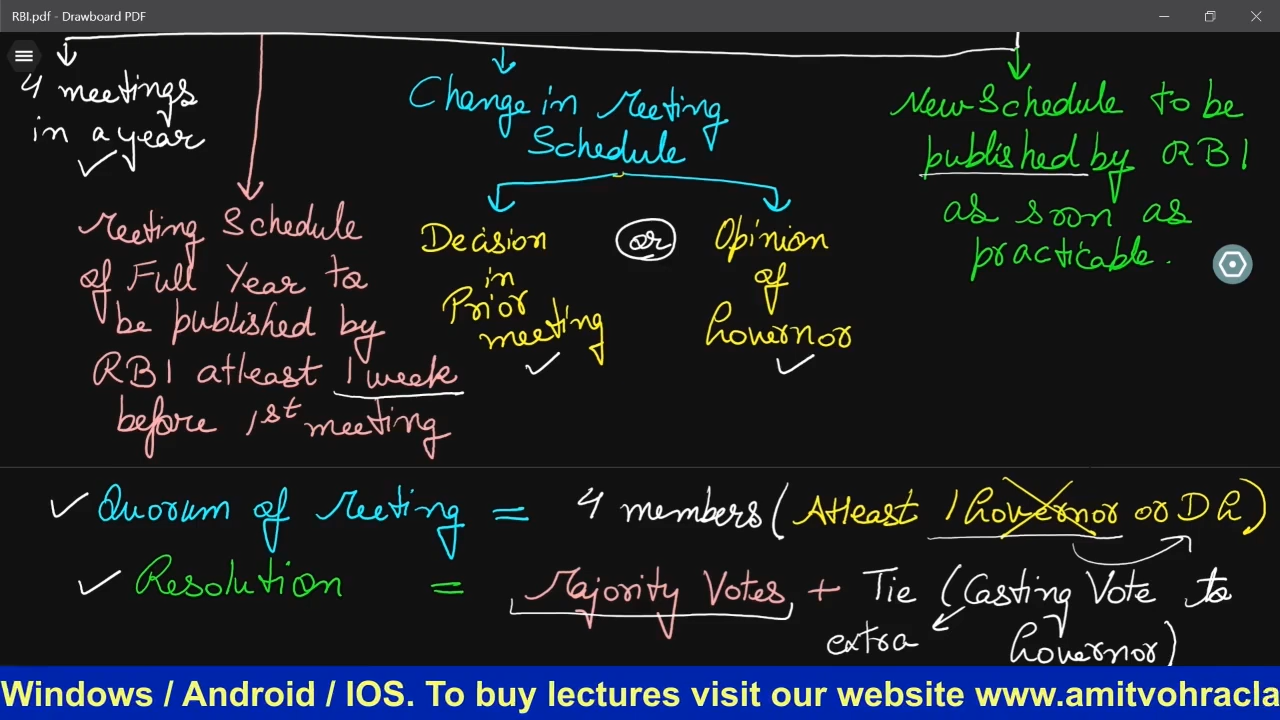 RBI.pdf - Drawboard PDF
4 meetings
in a year
Meeting Schedule
of Full Year to
be published by
RBI atleast 1 week
before 1st meeting
Change in Meeting
Schedule
Decision
in
Prior
meeting
or
Opinion
of
Governor
New Schedule to be
published by RBI
as soon as
practicable.
Quorum of Meeting = 4 members (Atleast 1 Governor or DG)
Resolution = Majority Votes + Tie (Casting Vote to
extra Governor)
Windows / Android / IOS. To buy lectures visit our website www.amitvohracla